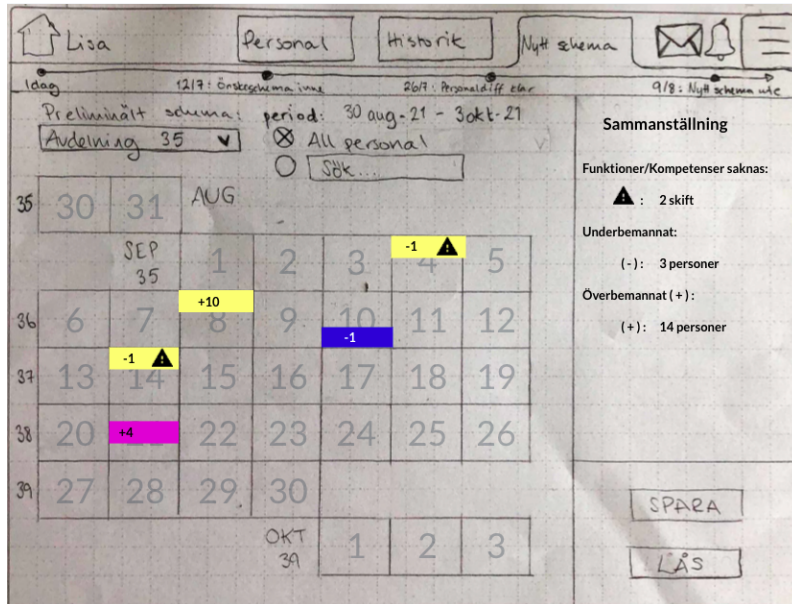 Lisa Personal Historik Nytt schema
Idag 12/7: Önskeschema inne 26/7: Personaldiff klar 9/8: Nytt schema ute
Preliminält schema: period: 30 aug-21 - 3 okt-21
Avdelning 35 v All personal
Sök...
Sammanställning
Funktioner/Kompetenser saknas:
: 2 skift
Underbemannat:
(-): 3 personer
Överbemannat (+):
(+): 14 personer
35 30 31 AUG
SEP 35 1 2 3 -1 4 5
36 6 7 +10 8 9 10 -1 11 12
37 13 -1 14 15 16 17 18 19
38 20 +4 22 23 24 25 26
39 27 28 29 30
OKT 39 1 2 3
SPARA
LÅS